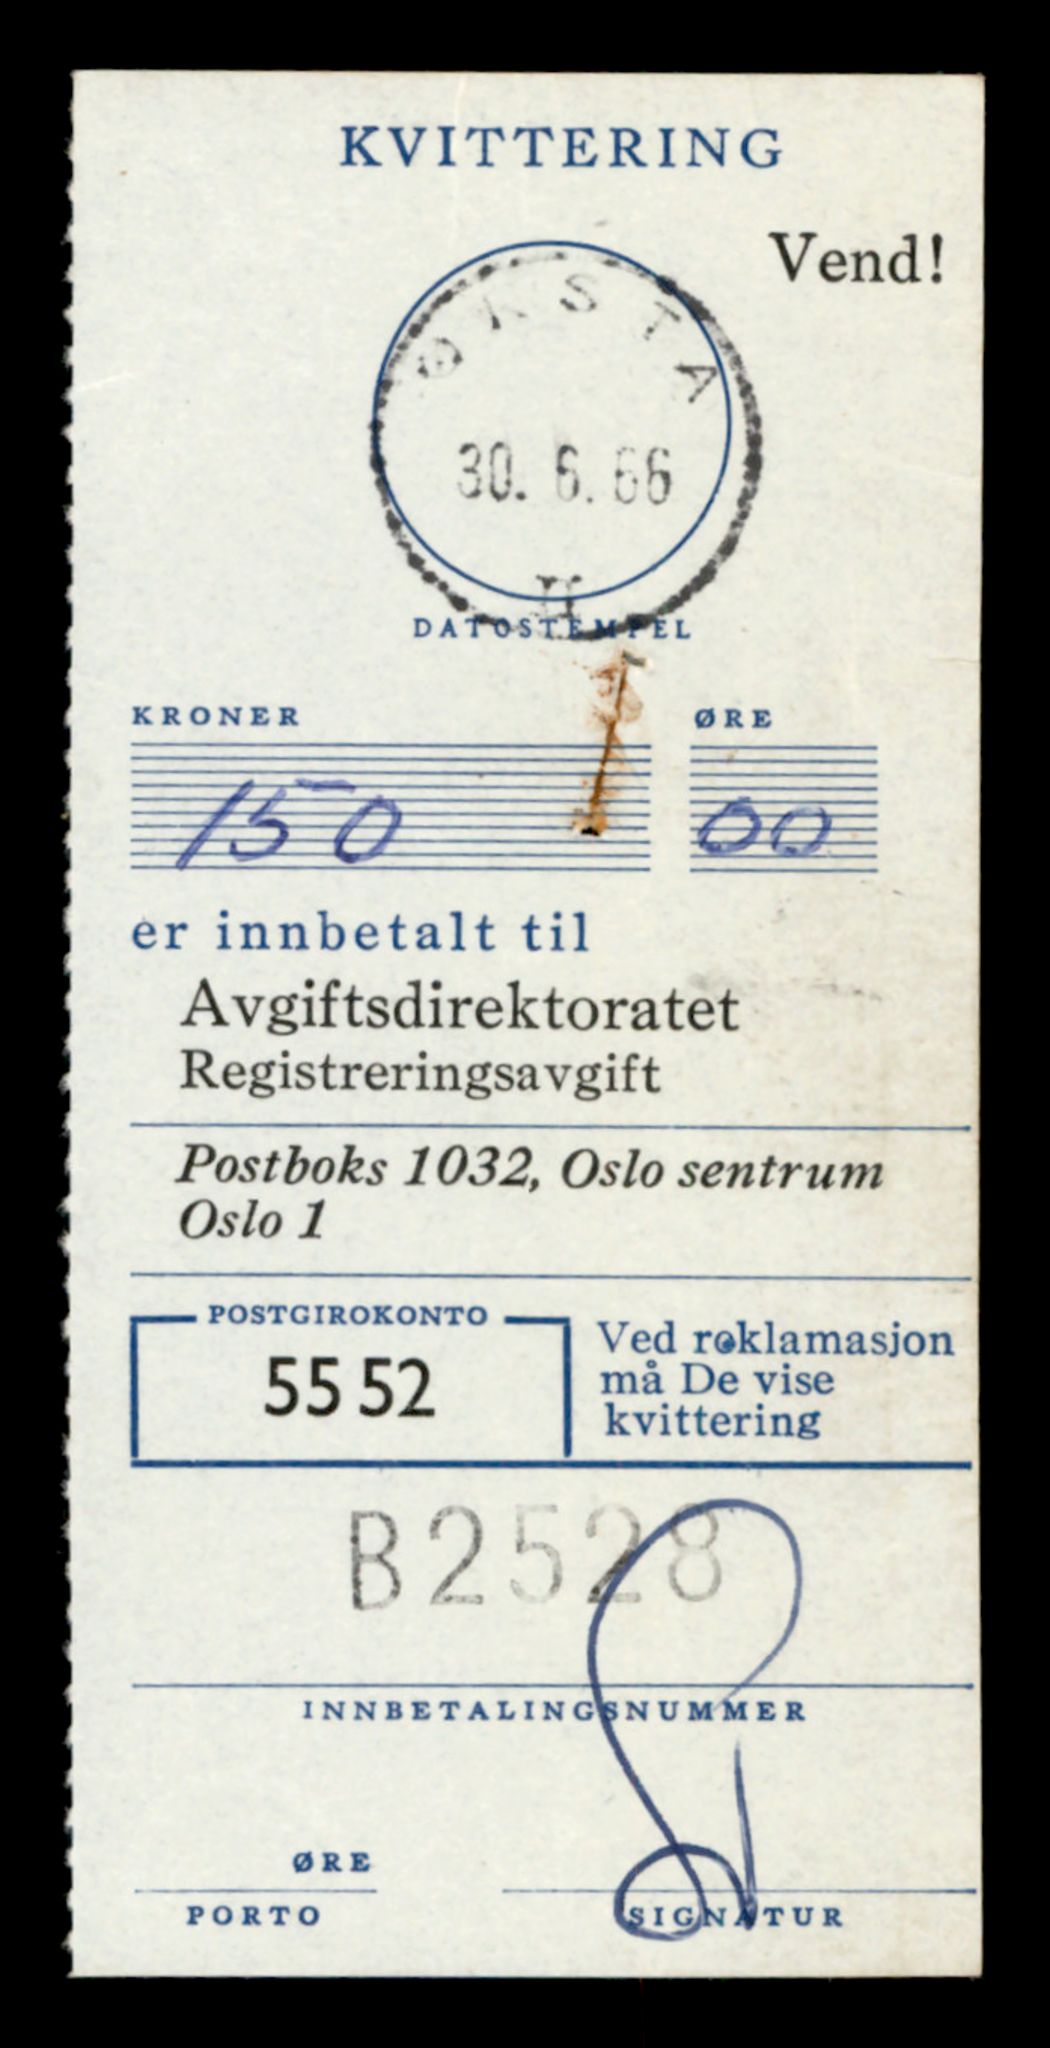 KVITTERING
Vend!
ØKSTA
30. 6. 66
H
DATOSTEMPEL
KRONER
ØRE
150
00
er innbetalt til
Avgiftsdirektoratet
Registreringsavgift
Postboks 1032, Oslo sentrum
Oslo 1
POSTGIROKONTO
55 52
Ved reklamasjon
må De vise
kvittering
B2528
INNBETALINGSNUMMER
ØRE
PORTO
SIGNATUR